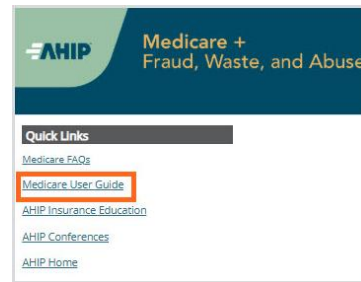 AHIP
Medicare +
Fraud, Waste, and Abuse
Quick Links
Medicare FAQs
Medicare User Guide
AHIP Insurance Education
AHIP Conferences
AHIP Home